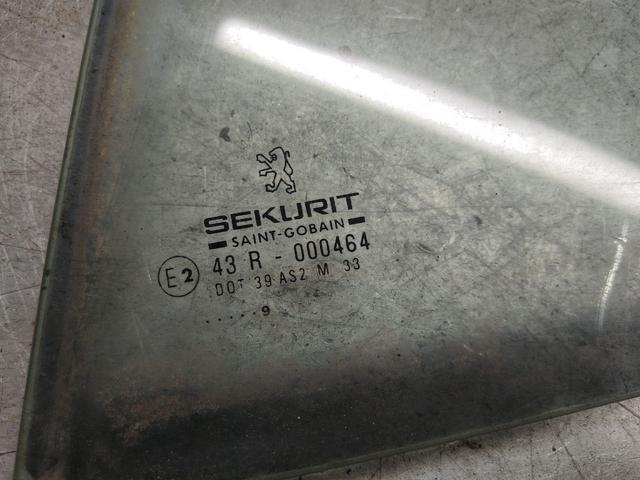 SEKURIT
SAINT-GOBAIN
E2 43 R - 000464
DOT 39 AS2 M 33
.....9